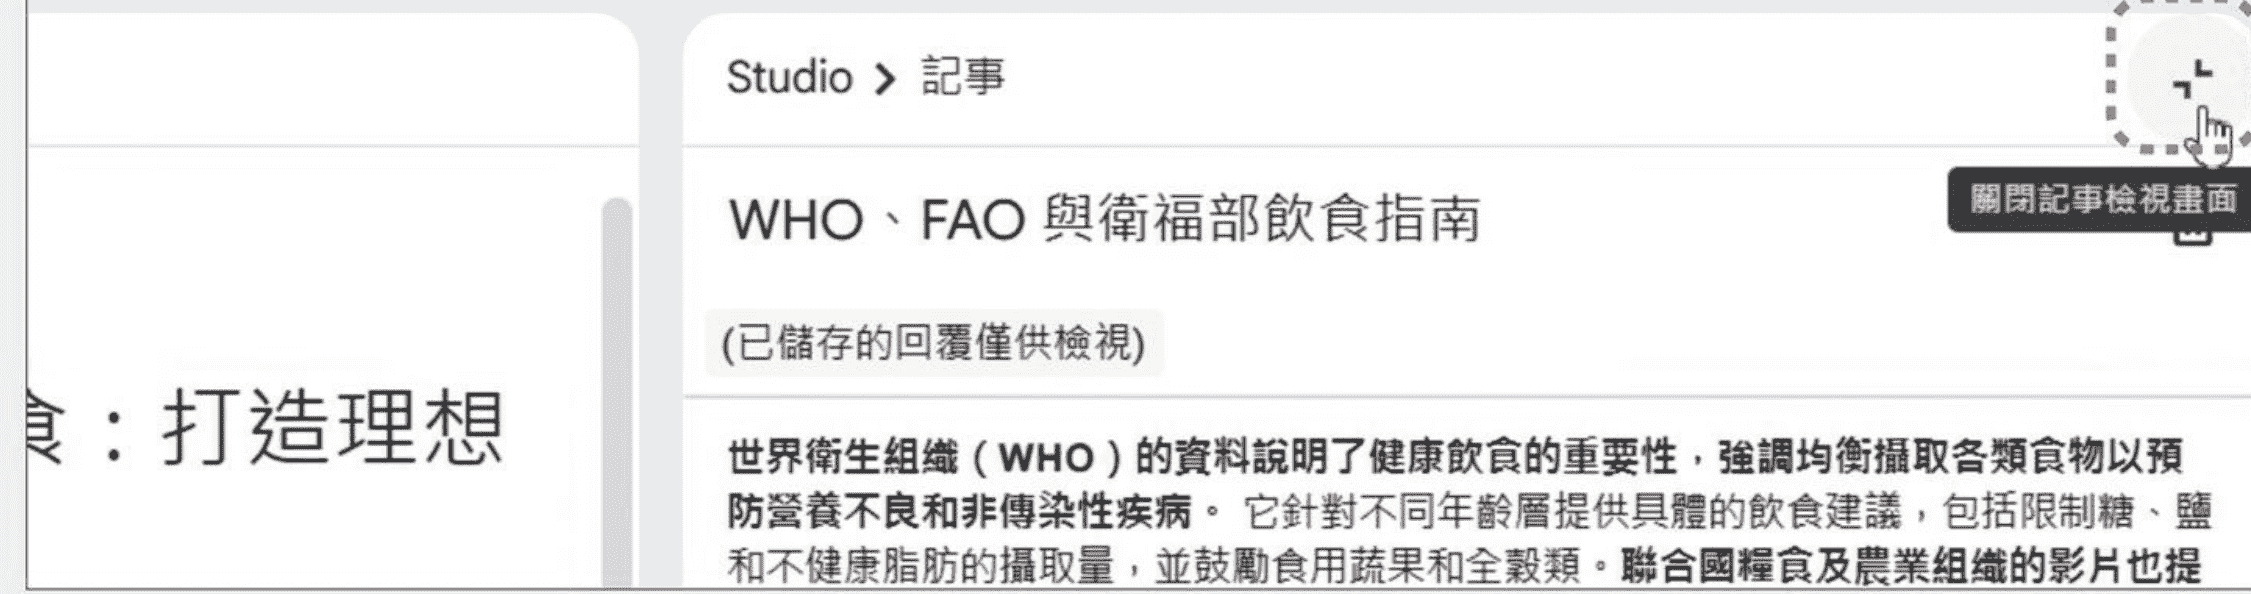 Studio > 記事
關閉記事檢視畫面
WHO、FAO 與衛福部飲食指南
(已儲存的回覆僅供檢視)
食：打造理想
世界衛生組織（WHO）的資料說明了健康飲食的重要性，強調均衡攝取各類食物以預
防營養不良和非傳染性疾病。它針對不同年齡層提供具體的飲食建議，包括限制糖、鹽
和不健康脂肪的攝取量，並鼓勵食用蔬果和全穀類。聯合國糧食及農業組織的影片也提